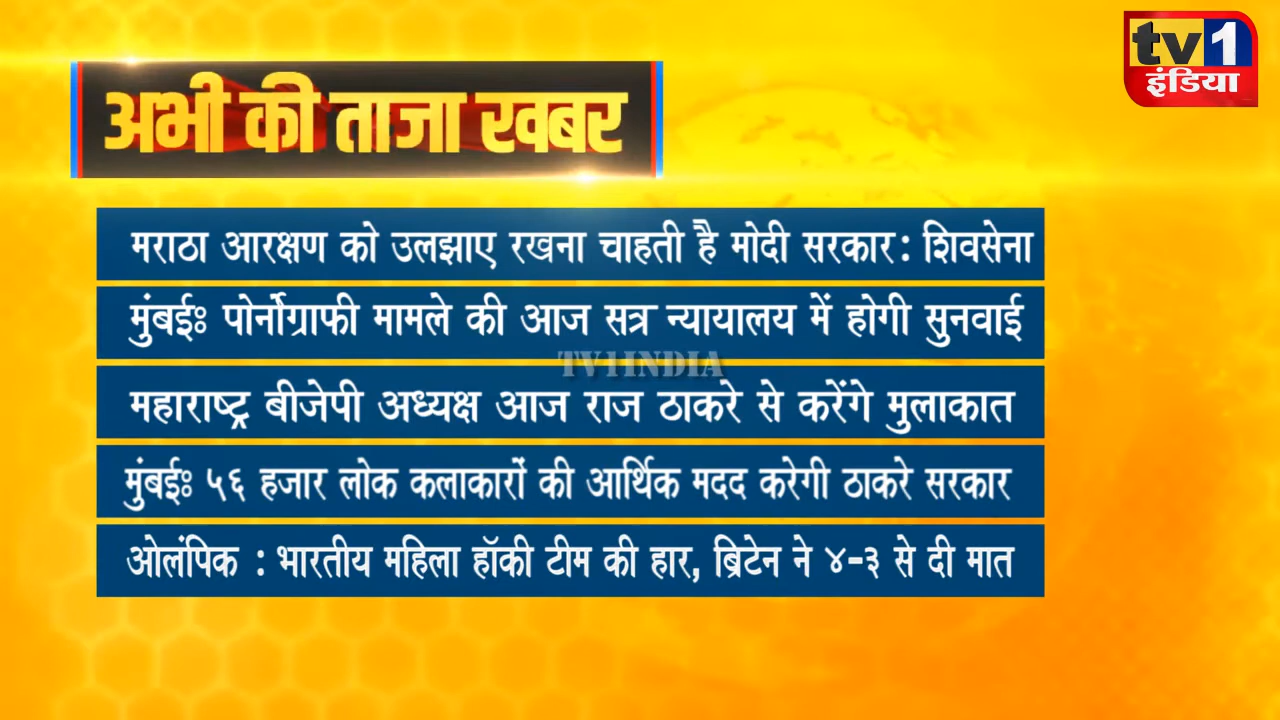 tv1
इंडिया
अभी की ताजा खबर
मराठा आरक्षण को उलझाए रखना चाहती है मोदी सरकार : शिवसेना
मुंबईः पोर्नोग्राफी मामले की आज सत्र न्यायालय में होगी सुनवाई
TV1INDIA
महाराष्ट्र बीजेपी अध्यक्ष आज राज ठाकरे से करेंगे मुलाकात
मुंबईः ५६ हजार लोक कलाकारों की आर्थिक मदद करेगी ठाकरे सरकार
ओलंपिक : भारतीय महिला हॉकी टीम की हार, ब्रिटेन ने ४-३ से दी मात